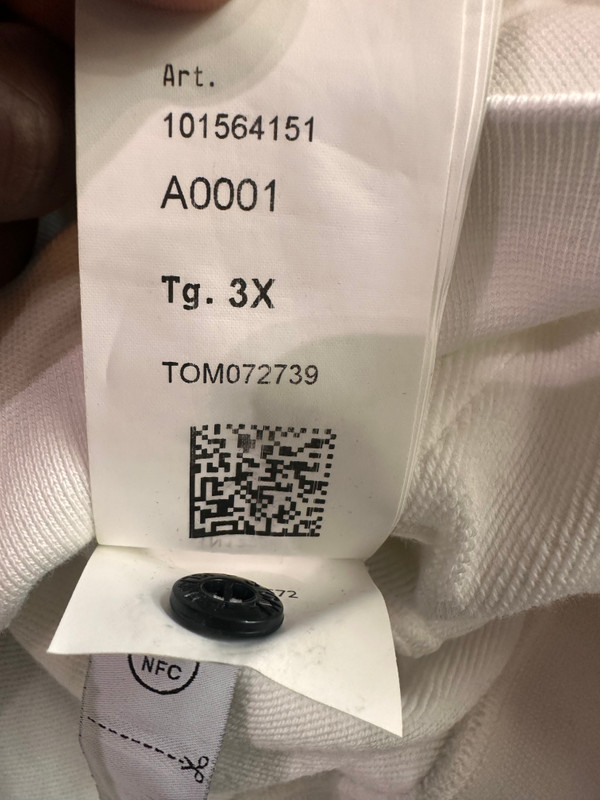 Art.
101564151
A0001
Tg. 3X
TOM072739
NFC